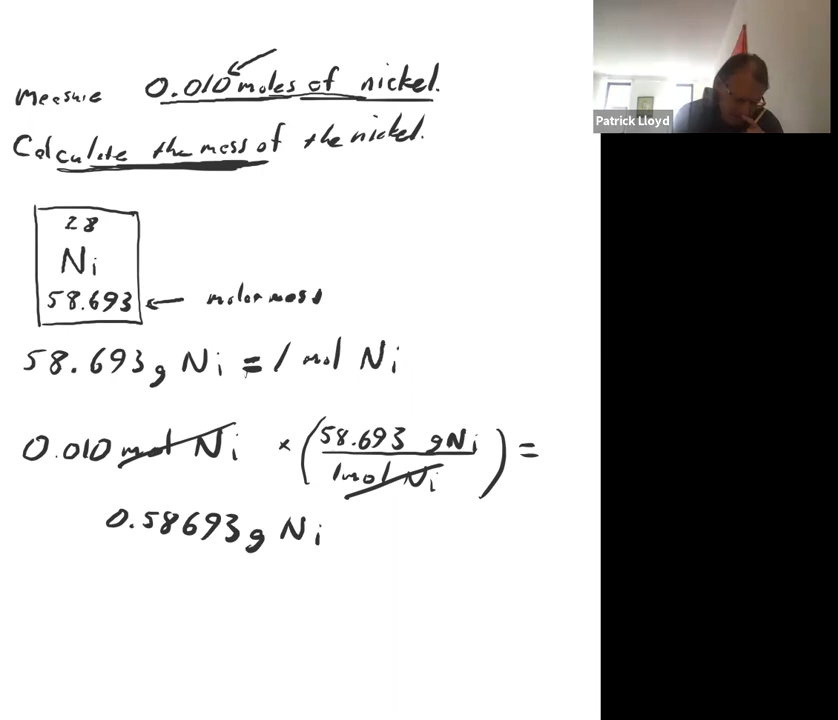 measure 0.010 moles of nickel.
Calculate the mass of the nickel.
28
Ni
58.693 ← molar mass
58.693 g Ni = 1 mol Ni
0.010 mol Ni × (58.693 g Ni / 1 mol Ni) =
0.58693 g Ni
Patrick Lloyd